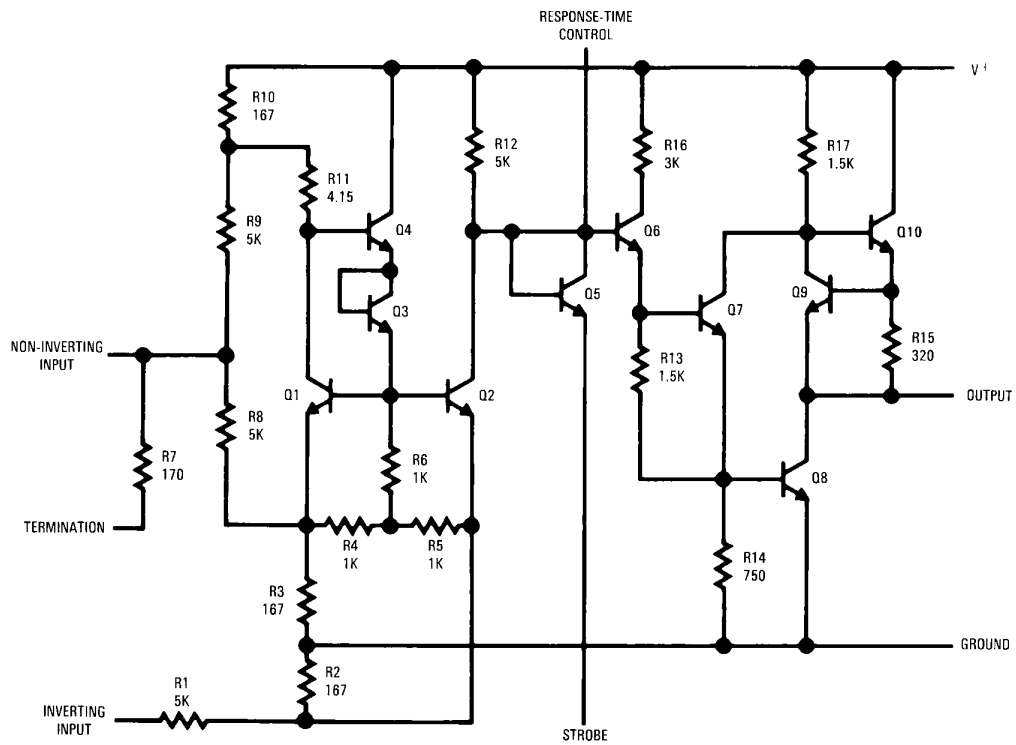 RESPONSE-TIME
CONTROL
V+
R10
167
R12
5K
R16
3K
R17
1.5K
R11
4.15
R9
5K
Q4
Q6
Q10
Q3
Q5
Q7
Q9
NON-INVERTING
INPUT
R13
1.5K
R15
320
Q1
Q2
OUTPUT
R8
5K
R7
170
R6
1K
Q8
TERMINATION
R4
1K
R5
1K
R14
750
R3
167
GROUND
R2
167
R1
5K
INVERTING
INPUT
STROBE